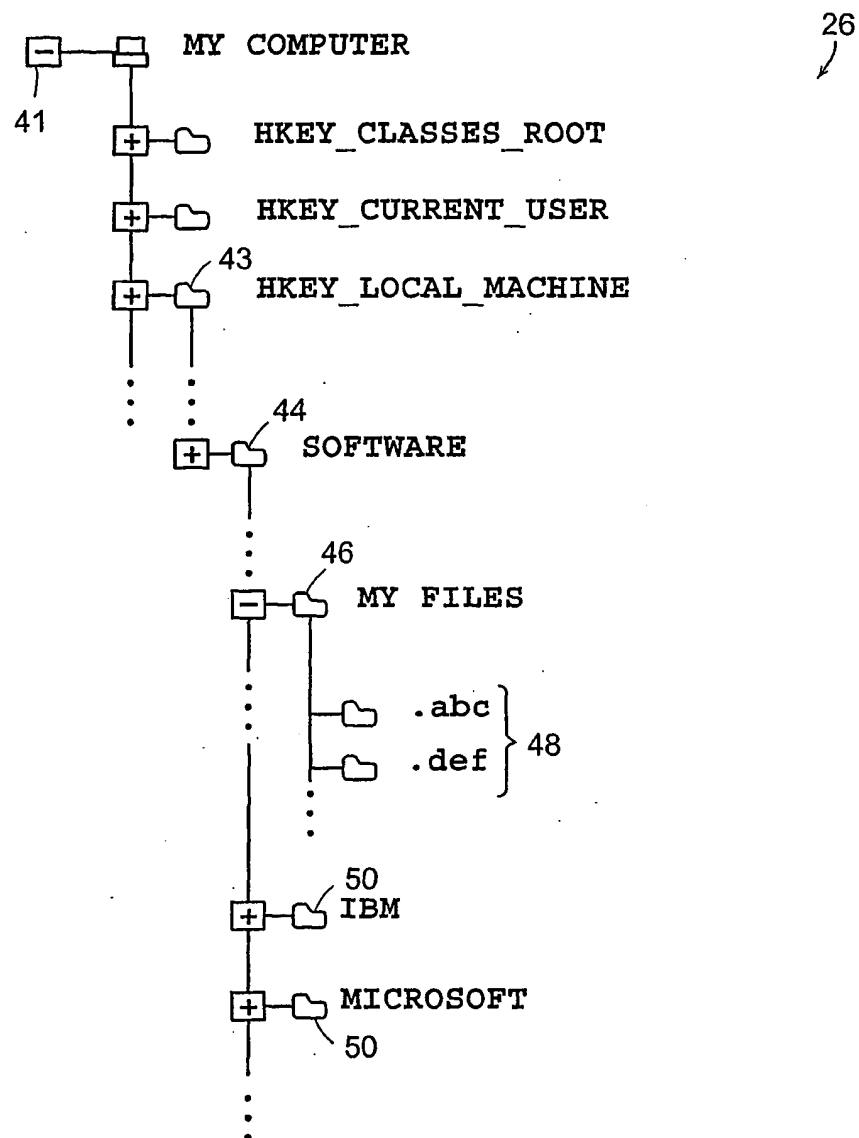 26
MY COMPUTER
41
HKEY_CLASSES_ROOT
HKEY_CURRENT_USER
43
HKEY_LOCAL_MACHINE
44
SOFTWARE
46
MY FILES
.abc
48
.def
50
IBM
MICROSOFT
50